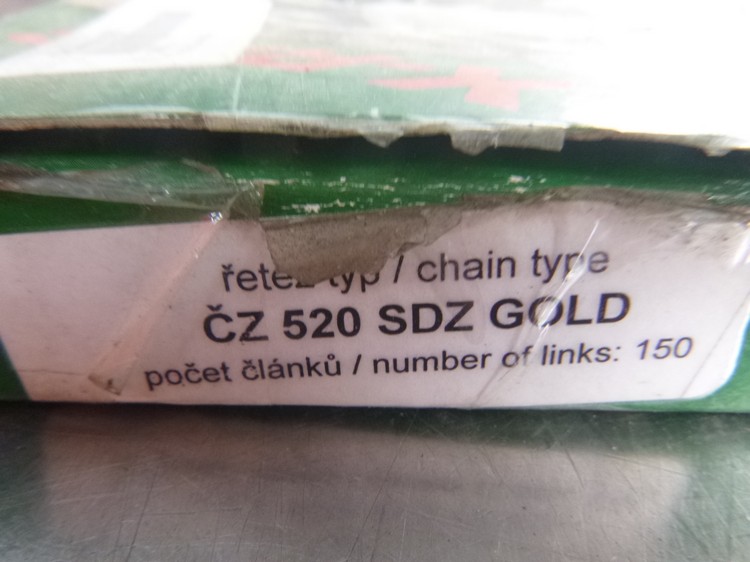 řetěz typ / chain type
ČZ 520 SDZ GOLD
počet článků / number of links: 150